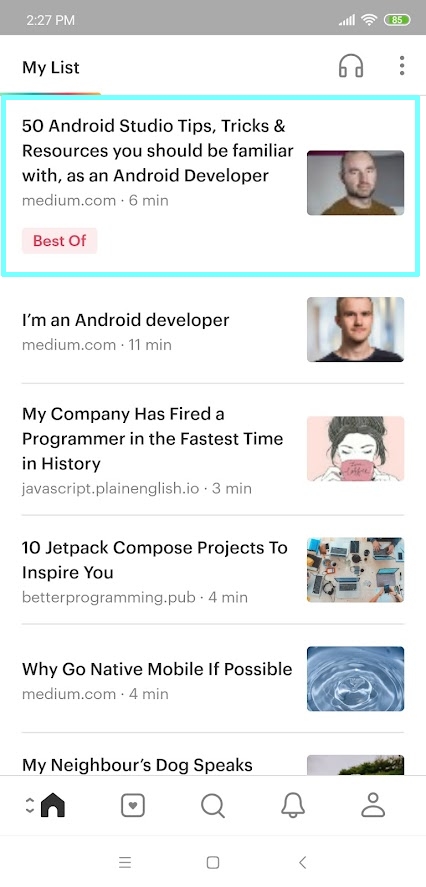 2:27 PM
85
My List
50 Android Studio Tips, Tricks &
Resources you should be familiar
with, as an Android Developer
medium.com · 6 min
Best Of
I’m an Android developer
medium.com · 11 min
My Company Has Fired a
Programmer in the Fastest Time
in History
javascript.plainenglish.io · 3 min
10 Jetpack Compose Projects To
Inspire You
betterprogramming.pub · 4 min
Why Go Native Mobile If Possible
medium.com · 4 min
My Neighbour’s Dog Speaks